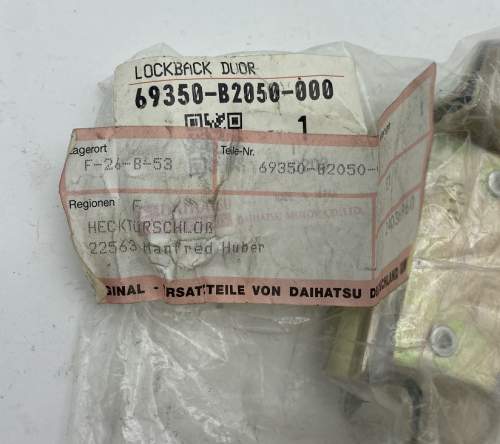 LOCKBACK DOOR
69350-B2050-000
1
Lagerort
F-26-B-53
Teile-Nr.
69350-B2050-
Regionen F
HECKTÜRSCHLOß
22563 Manfred Huber
GINAL - ERSATZTEILE VON DAIHATSU DEUTSCHLAND